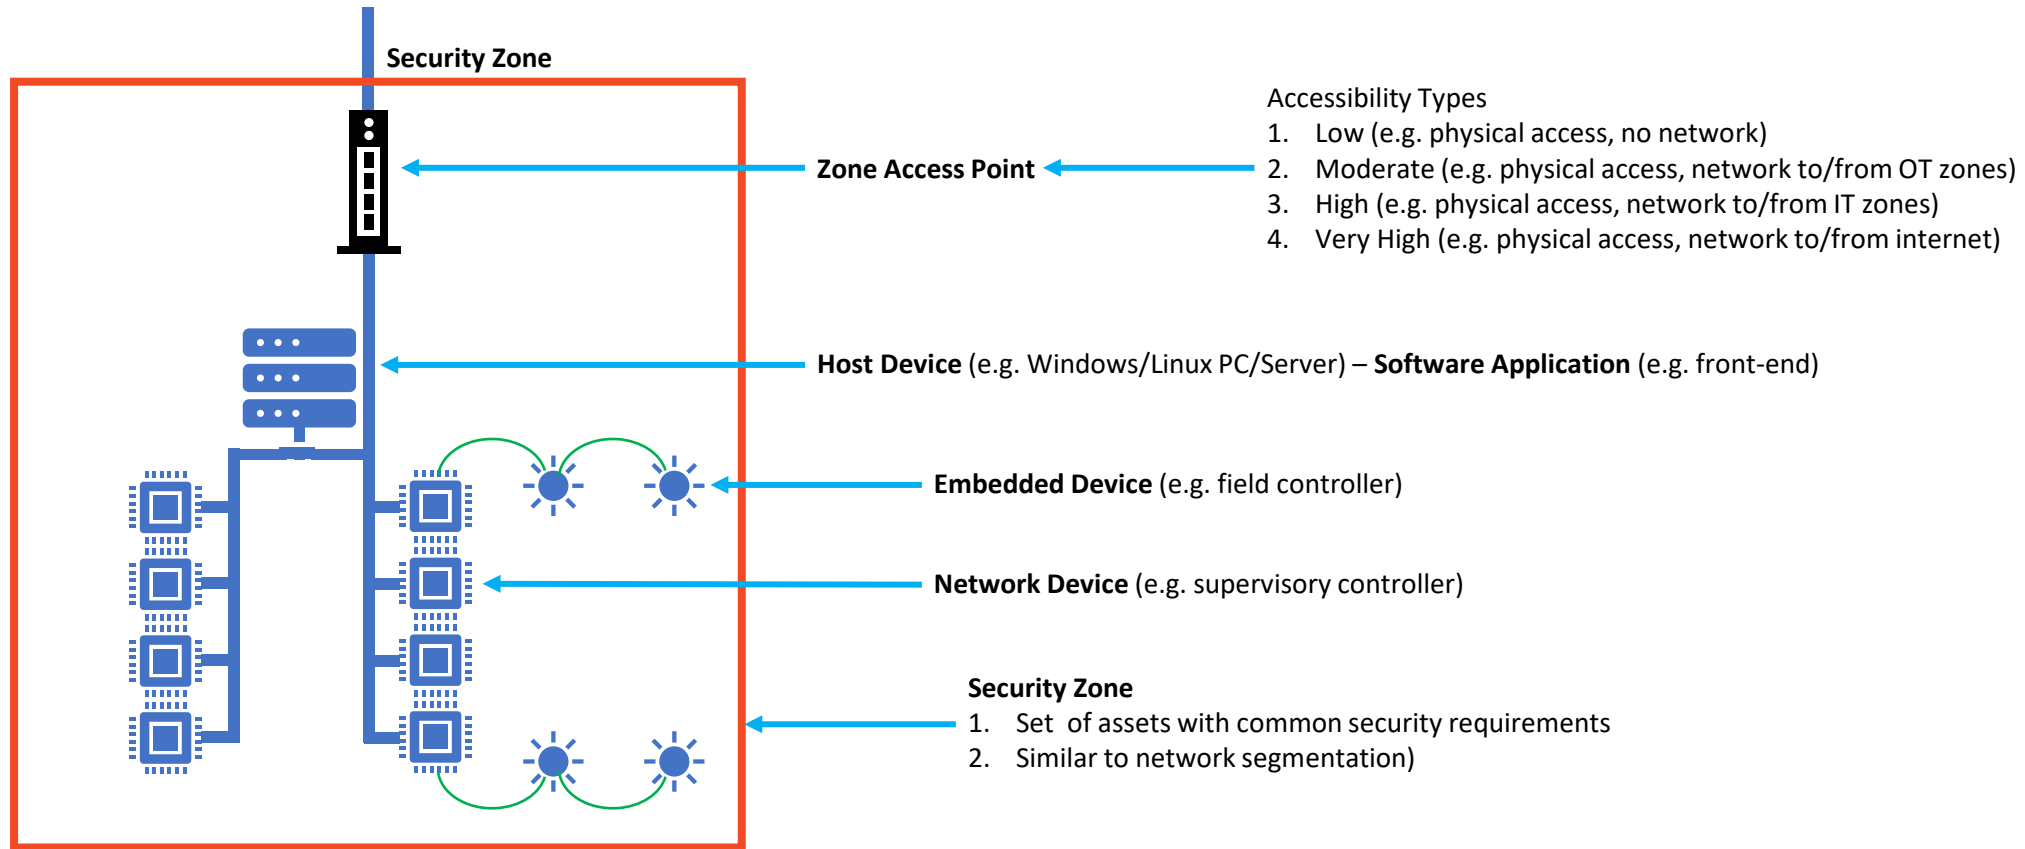 Security Zone
Accessibility Types
1. Low (e.g. physical access, no network)
Zone Access Point
2. Moderate (e.g. physical access, network to/from OT zones)
3. High (e.g. physical access, network to/from IT zones)
4. Very High (e.g. physical access, network to/from internet)
Host Device (e.g. Windows/Linux PC/Server) – Software Application (e.g. front-end)
Embedded Device (e.g. field controller)
Network Device (e.g. supervisory controller)
Security Zone
1. Set of assets with common security requirements
2. Similar to network segmentation)